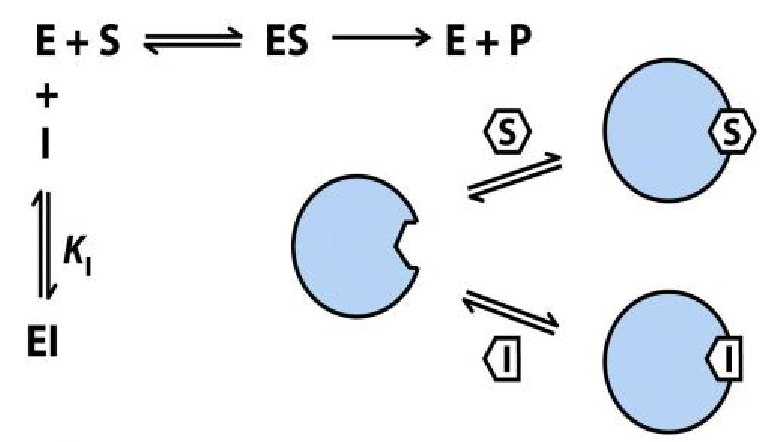 E + S ⇌ ES ⟶ E + P
+
I
K_I
EI
S
S
I
I